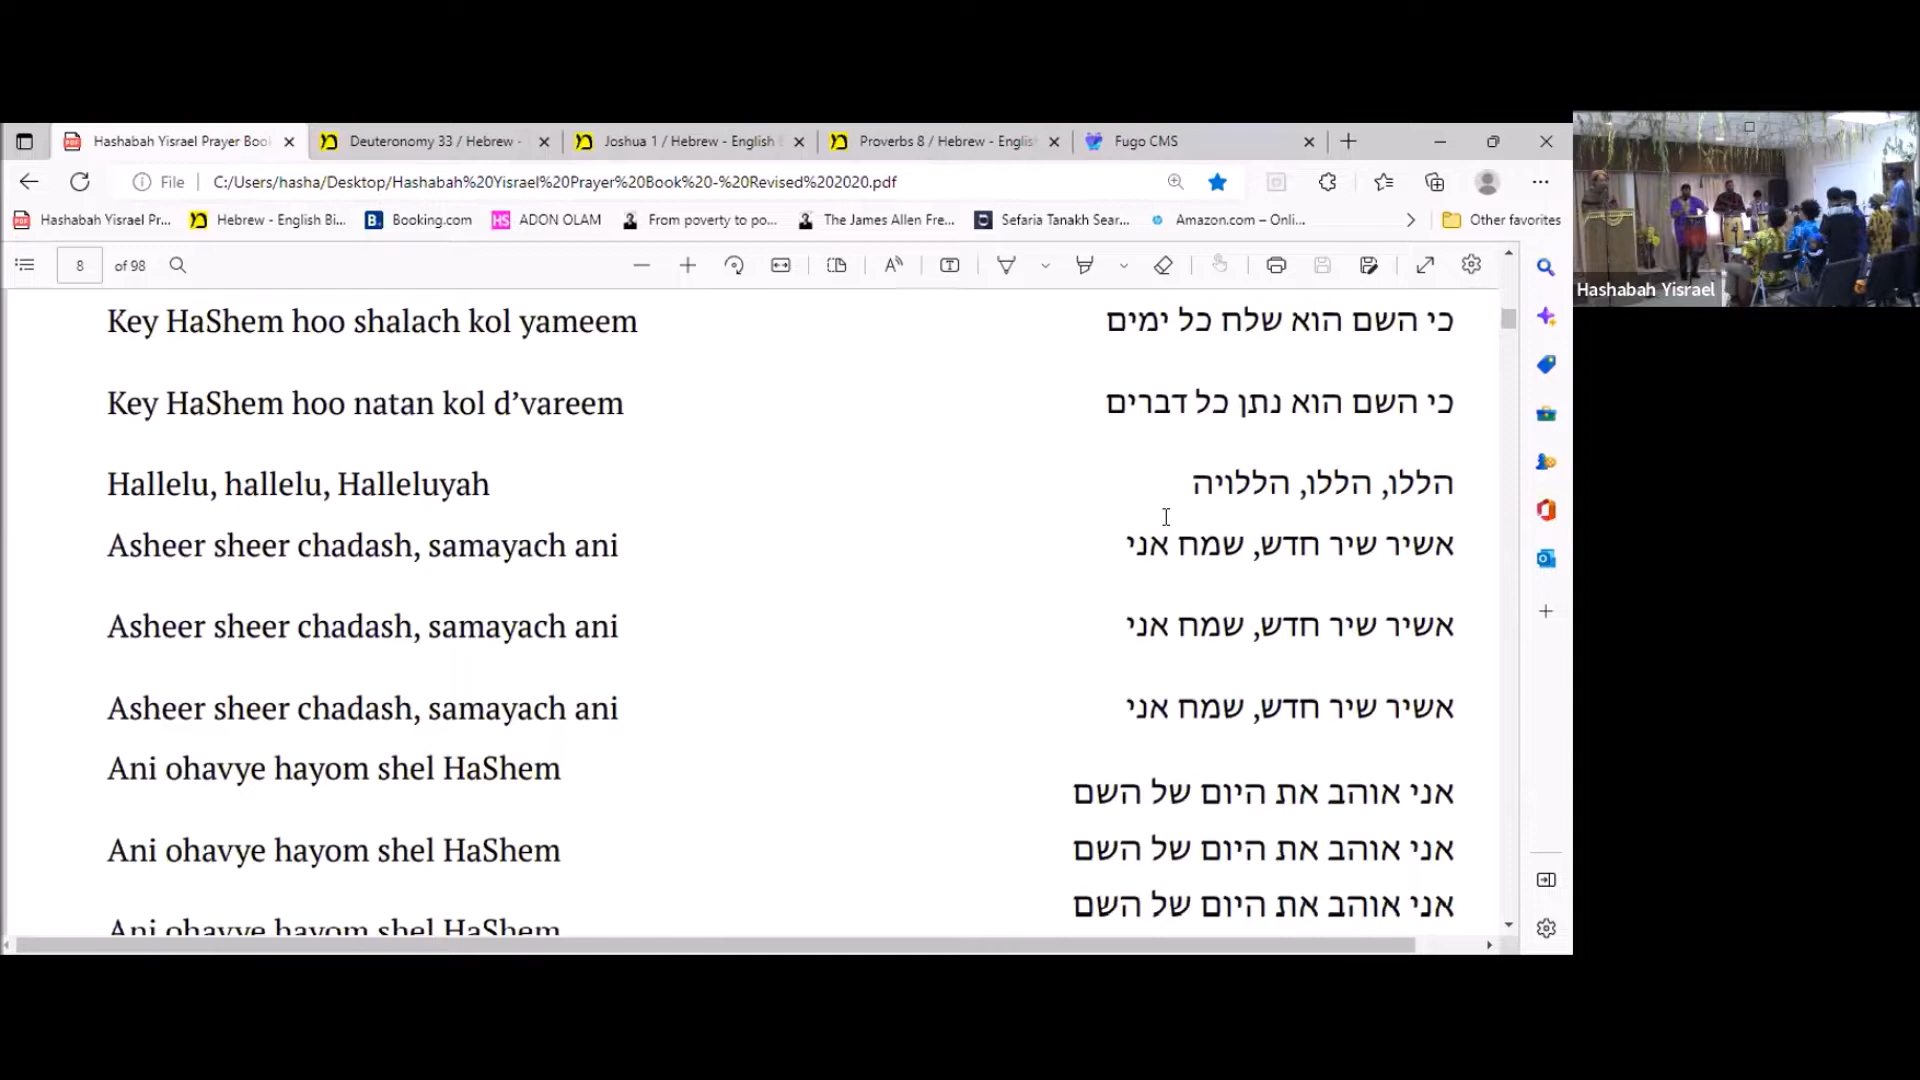 Hashabah Yisrael Prayer Boo
Deuteronomy 33 / Hebrew -
Joshua 1 / Hebrew - English
Proverbs 8 / Hebrew - Englis
Fugo CMS
File
C:/Users/hasha/Desktop/Hashabah%20Yisrael%20Prayer%20Book%20-%20Revised%202020.pdf
Hashabah Yisrael Pr...
Hebrew - English Bi...
B.
Booking.com
HS
ADON OLAM
From poverty to po...
The James Allen Fre...
Sefaria Tanakh Sear...
Amazon.com – Onli...
Other favorites
8
of 98
Hashabah Yisrael
Key HaShem hoo shalach kol yameem
כי השם הוא שלח כל ימים
Key HaShem hoo natan kol d’vareem
כי השם הוא נתן כל דברים
Hallelu, hallelu, Halleluyah
הללו, הללו, הללויה
Asheer sheer chadash, samayach ani
אשיר שיר חדש, שמח אני
Asheer sheer chadash, samayach ani
אשיר שיר חדש, שמח אני
Asheer sheer chadash, samayach ani
אשיר שיר חדש, שמח אני
Ani ohavye hayom shel HaShem
אני אוהב את היום של השם
Ani ohavye hayom shel HaShem
אני אוהב את היום של השם
Ani ohavye hayom shel HaShem
אני אוהב את היום של השם